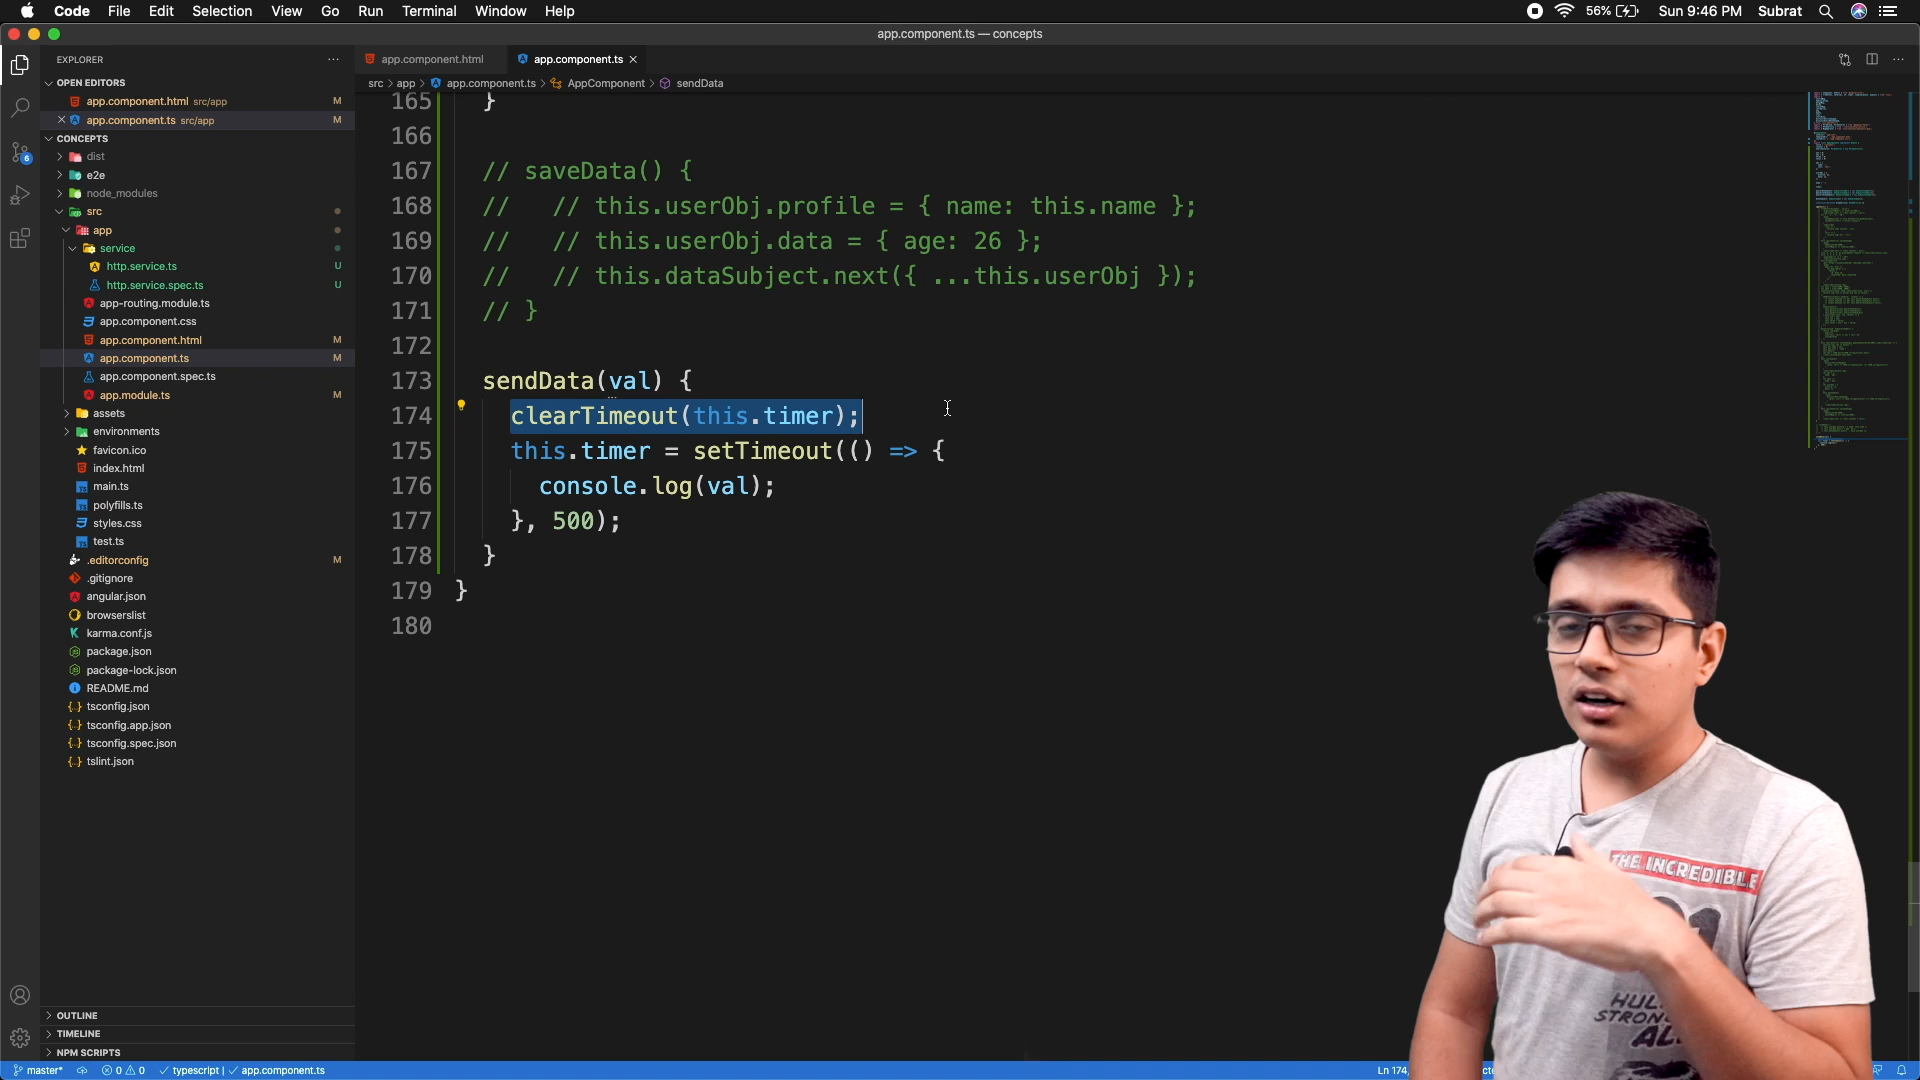 Code File Edit Selection View Go Run Terminal Window Help
56% Sun 9:46 PM Subrat
app.component.ts — concepts
EXPLORER
OPEN EDITORS
app.component.html src/app M
app.component.ts src/app M
CONCEPTS
dist
e2e
node_modules
src
app
service
http.service.ts U
http.service.spec.ts U
app-routing.module.ts
app.component.css
app.component.html M
app.component.ts M
app.component.spec.ts
app.module.ts M
assets
environments
favicon.ico
index.html
main.ts
polyfills.ts
styles.css
test.ts
.editorconfig M
.gitignore
angular.json
browserslist
karma.conf.js
package.json
package-lock.json
README.md
tsconfig.json
tsconfig.app.json
tsconfig.spec.json
tslint.json
OUTLINE
TIMELINE
NPM SCRIPTS
6
app.component.html app.component.ts
src > app > app.component.ts > AppComponent > sendData
165 }
166
167 // saveData() {
168 // // this.userObj.profile = { name: this.name };
169 // // this.userObj.data = { age: 26 };
170 // // this.dataSubject.next({ ...this.userObj });
171 // }
172
173 sendData(val) {
174 clearTimeout(this.timer);
175 this.timer = setTimeout(() => {
176 console.log(val);
177 }, 500);
178 }
179 }
180
THE INCREDIBLE
HUL
STRON
AL
master* 0 0 typescript | app.component.ts
Ln 174,